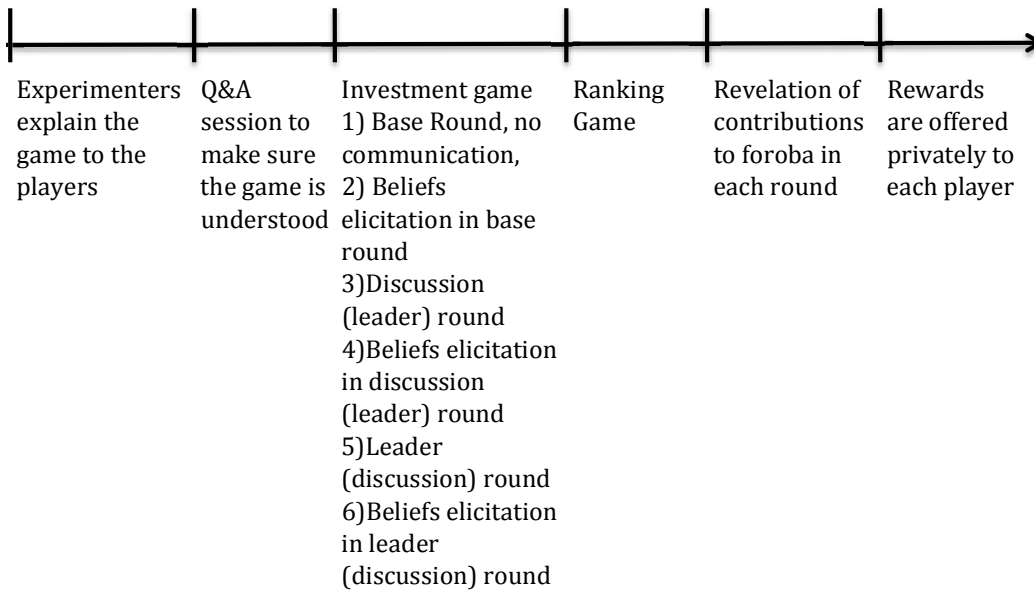 Experimenters
explain the
game to the
players
Q&A
session to
make sure
the game is
understood
Investment game
1) Base Round, no
communication,
2) Beliefs
elicitation in base
round
3)Discussion
(leader) round
4)Beliefs elicitation
in discussion
(leader) round
5)Leader
(discussion) round
6)Beliefs elicitation
in leader
(discussion) round
Ranking
Game
Revelation of
contributions
to foroba in
each round
Rewards
are offered
privately to
each player